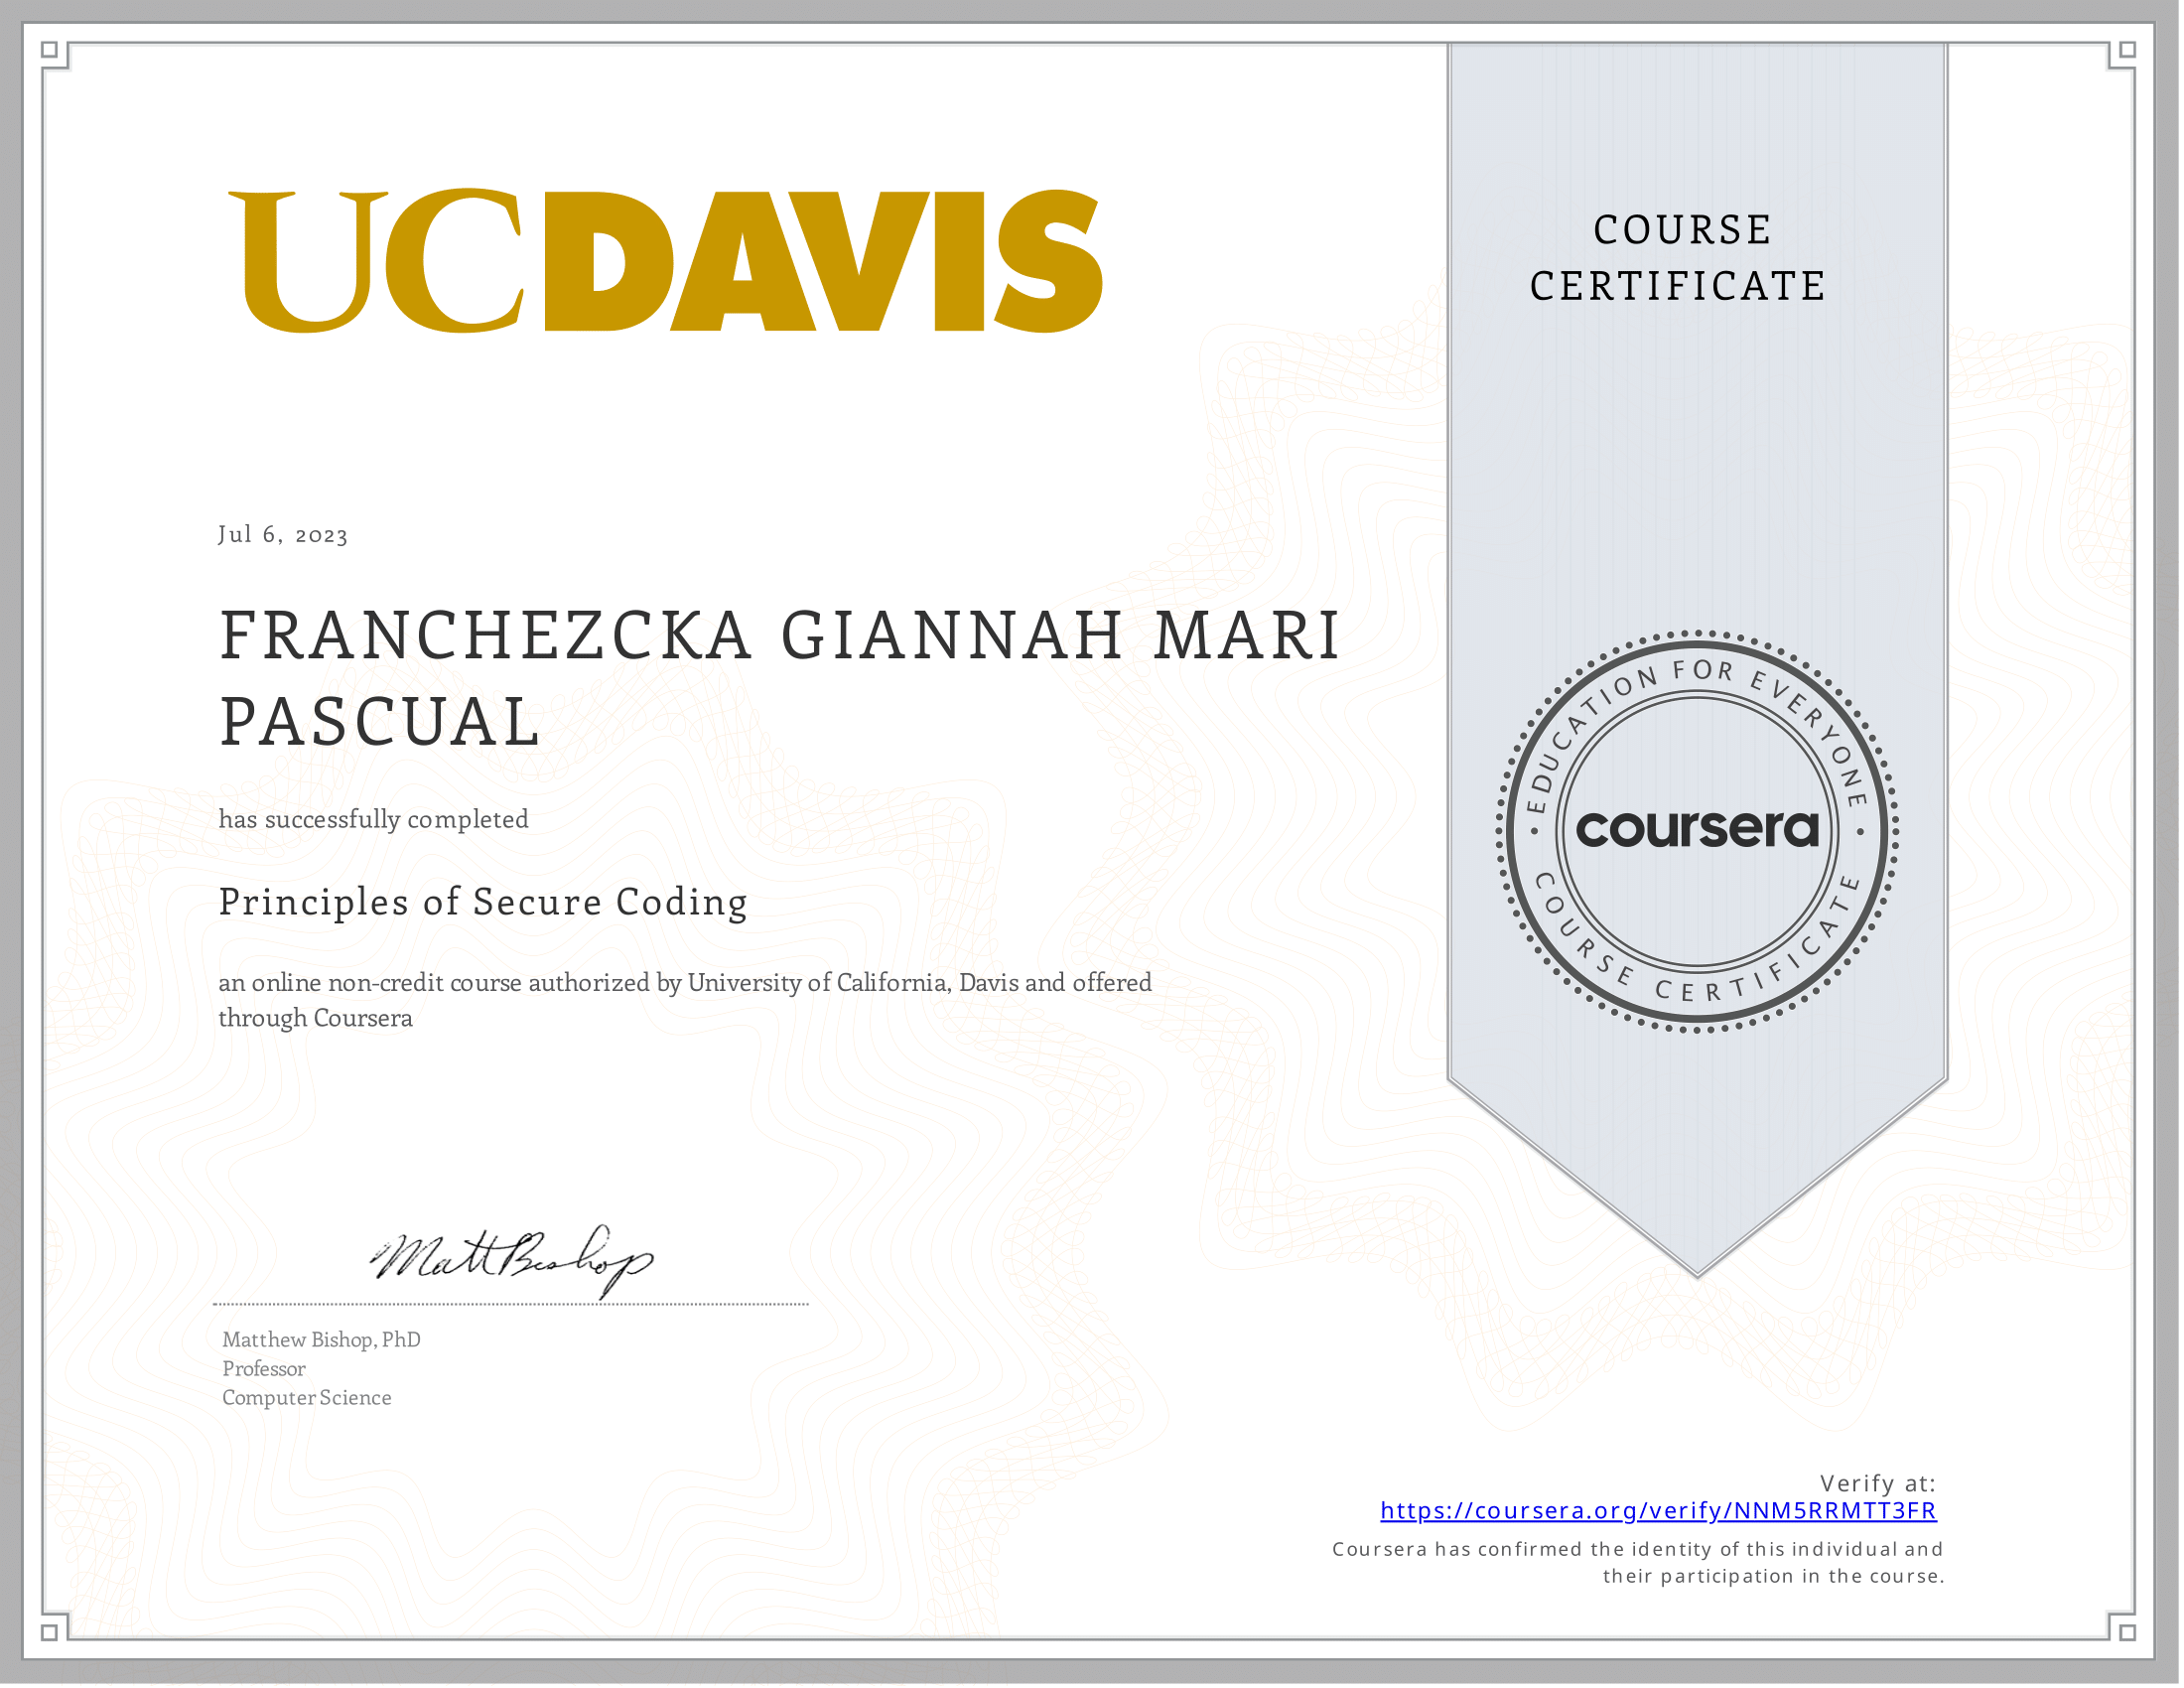 UCDAVIS
COURSE
CERTIFICATE
Jul 6, 2023
FRANCHEZCKA GIANNAH MARI
PASCUAL
has successfully completed
Principles of Secure Coding
an online non-credit course authorized by University of California, Davis and offered
through Coursera
EDUCATION FOR EVERYONE
coursera
COURSE CERTIFICATE
Matt Bishop
Matthew Bishop, PhD
Professor
Computer Science
Verify at:
https://coursera.org/verify/NNM5RRMTT3FR
Coursera has confirmed the identity of this individual and
their participation in the course.